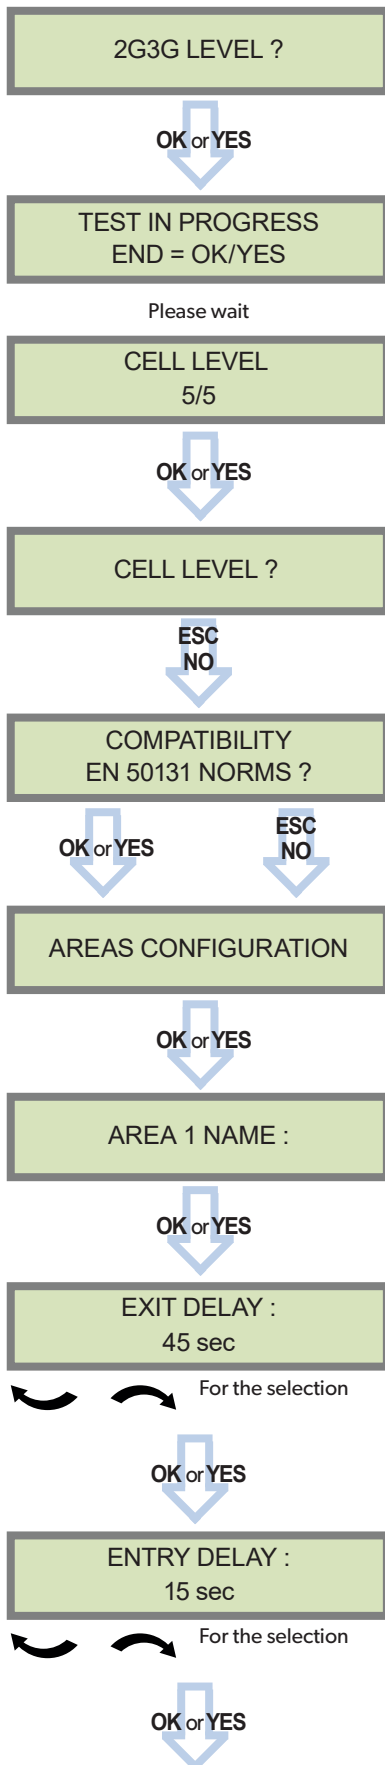 2G3G LEVEL ?
OK or YES
TEST IN PROGRESS
END = OK/YES
Please wait
CELL LEVEL
5/5
OK or YES
CELL LEVEL ?
ESC
NO
COMPATIBILITY
EN 50131 NORMS ?
OK or YES
ESC
NO
AREAS CONFIGURATION
OK or YES
AREA 1 NAME :
OK or YES
EXIT DELAY :
45 sec
For the selection
OK or YES
ENTRY DELAY :
15 sec
For the selection
OK or YES